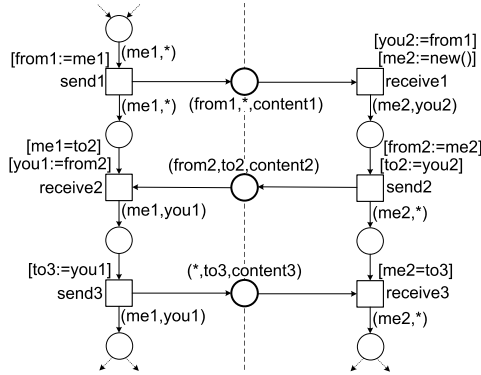 (me1,*)
[from1:=me1]
send1
(from1,*,content1)
[you2:=from1]
[me2:=new()]
receive1
(me1,*)
(me2,you2)
[me1=to2]
[you1:=from2]
receive2
(from2,to2,content2)
[from2:=me2]
[to2:=you2]
send2
(me1,you1)
(me2,*)
[to3:=you1]
send3
(*,to3,content3)
[me2=to3]
receive3
(me1,you1)
(me2,*)